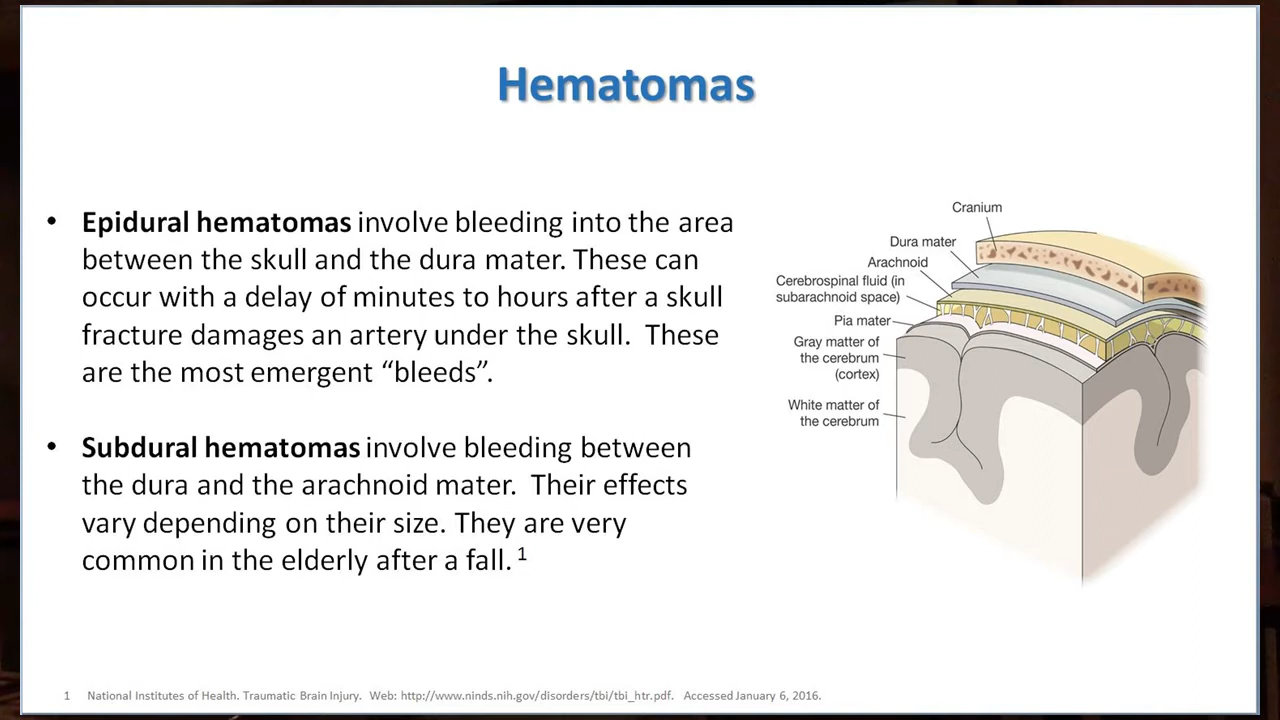 Hematomas
• Epidural hematomas involve bleeding into the area
between the skull and the dura mater. These can
occur with a delay of minutes to hours after a skull
fracture damages an artery under the skull.  These
are the most emergent “bleeds”.
• Subdural hematomas involve bleeding between
the dura and the arachnoid mater.  Their effects
vary depending on their size. They are very
common in the elderly after a fall. 1
Cranium
Dura mater
Arachnoid
Cerebrospinal fluid (in
subarachnoid space)
Pia mater
Gray matter of
the cerebrum
(cortex)
White matter of
the cerebrum
1 National Institutes of Health. Traumatic Brain Injury.  Web: http://www.ninds.nih.gov/disorders/tbi/tbi_htr.pdf.  Accessed January 6, 2016.